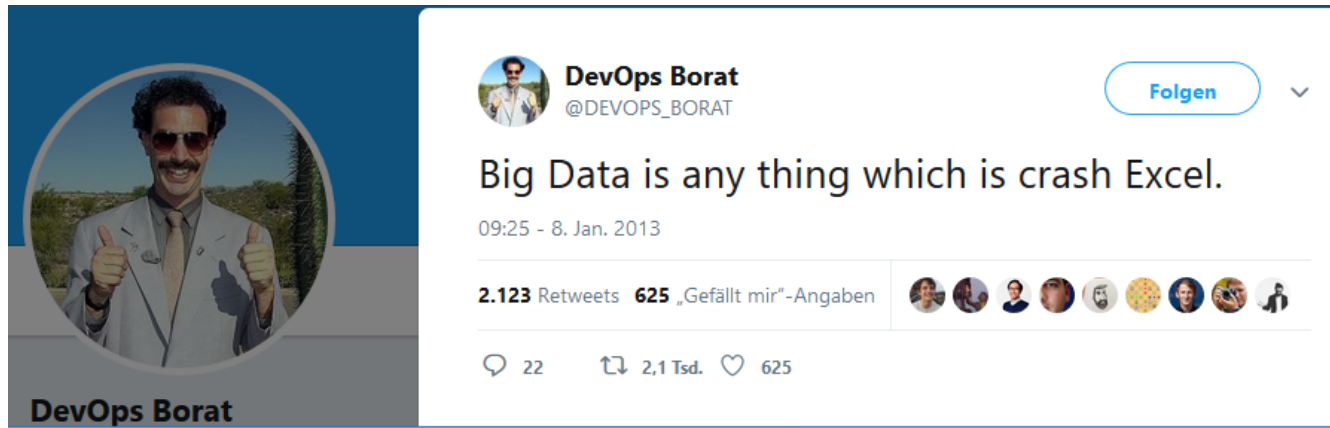 DevOps Borat
@DEVOPS_BORAT
Folgen
Big Data is any thing which is crash Excel.
09:25 - 8. Jan. 2013
2.123 Retweets 625 „Gefällt mir“-Angaben
22 2,1 Tsd. 625
DevOps Borat